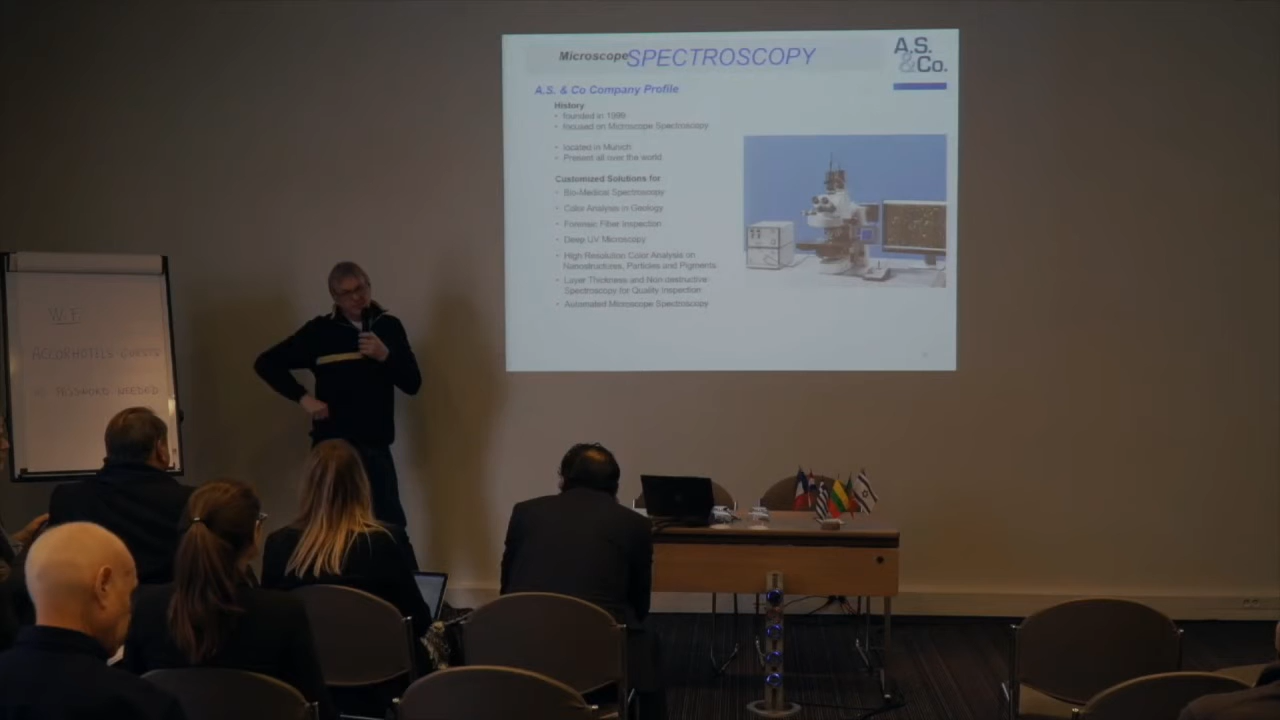 Microscope SPECTROSCOPY
A.S.
&Co.
A.S. & Co Company Profile
History
• founded in 1999
• focused on Microscope Spectroscopy
• located in Munich
• Present all over the world
Customized Solutions for
• Bio-Medical Spectroscopy
• Color Analysis in Geology
• Forensic Fiber Inspection
• Deep UV Microscopy
• High Resolution Color Analysis on
Nanostructures, Particles and Pigments
• Layer Thickness and Non-destructive
Spectroscopy for Quality Inspection
• Automated Microscope Spectroscopy
ACCORHOTELS GUESTS
PASSWORD NEEDED